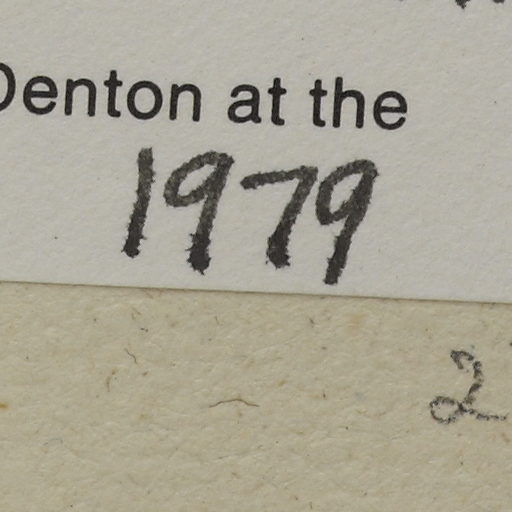 Denton at the
1979
2